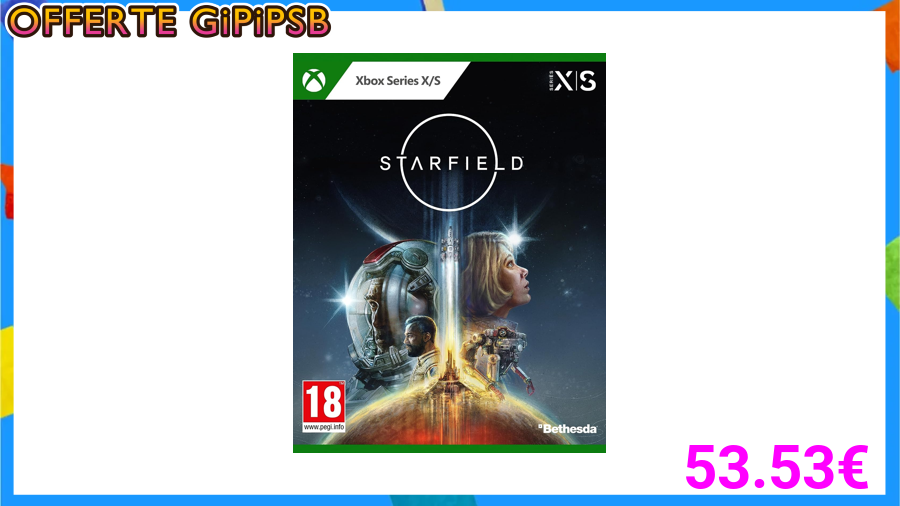 OFFERTE GiPiPSB
Xbox Series X/S
SERIES X|S
STARFIELD
18
www.pegi.info
Bethesda
53.53€